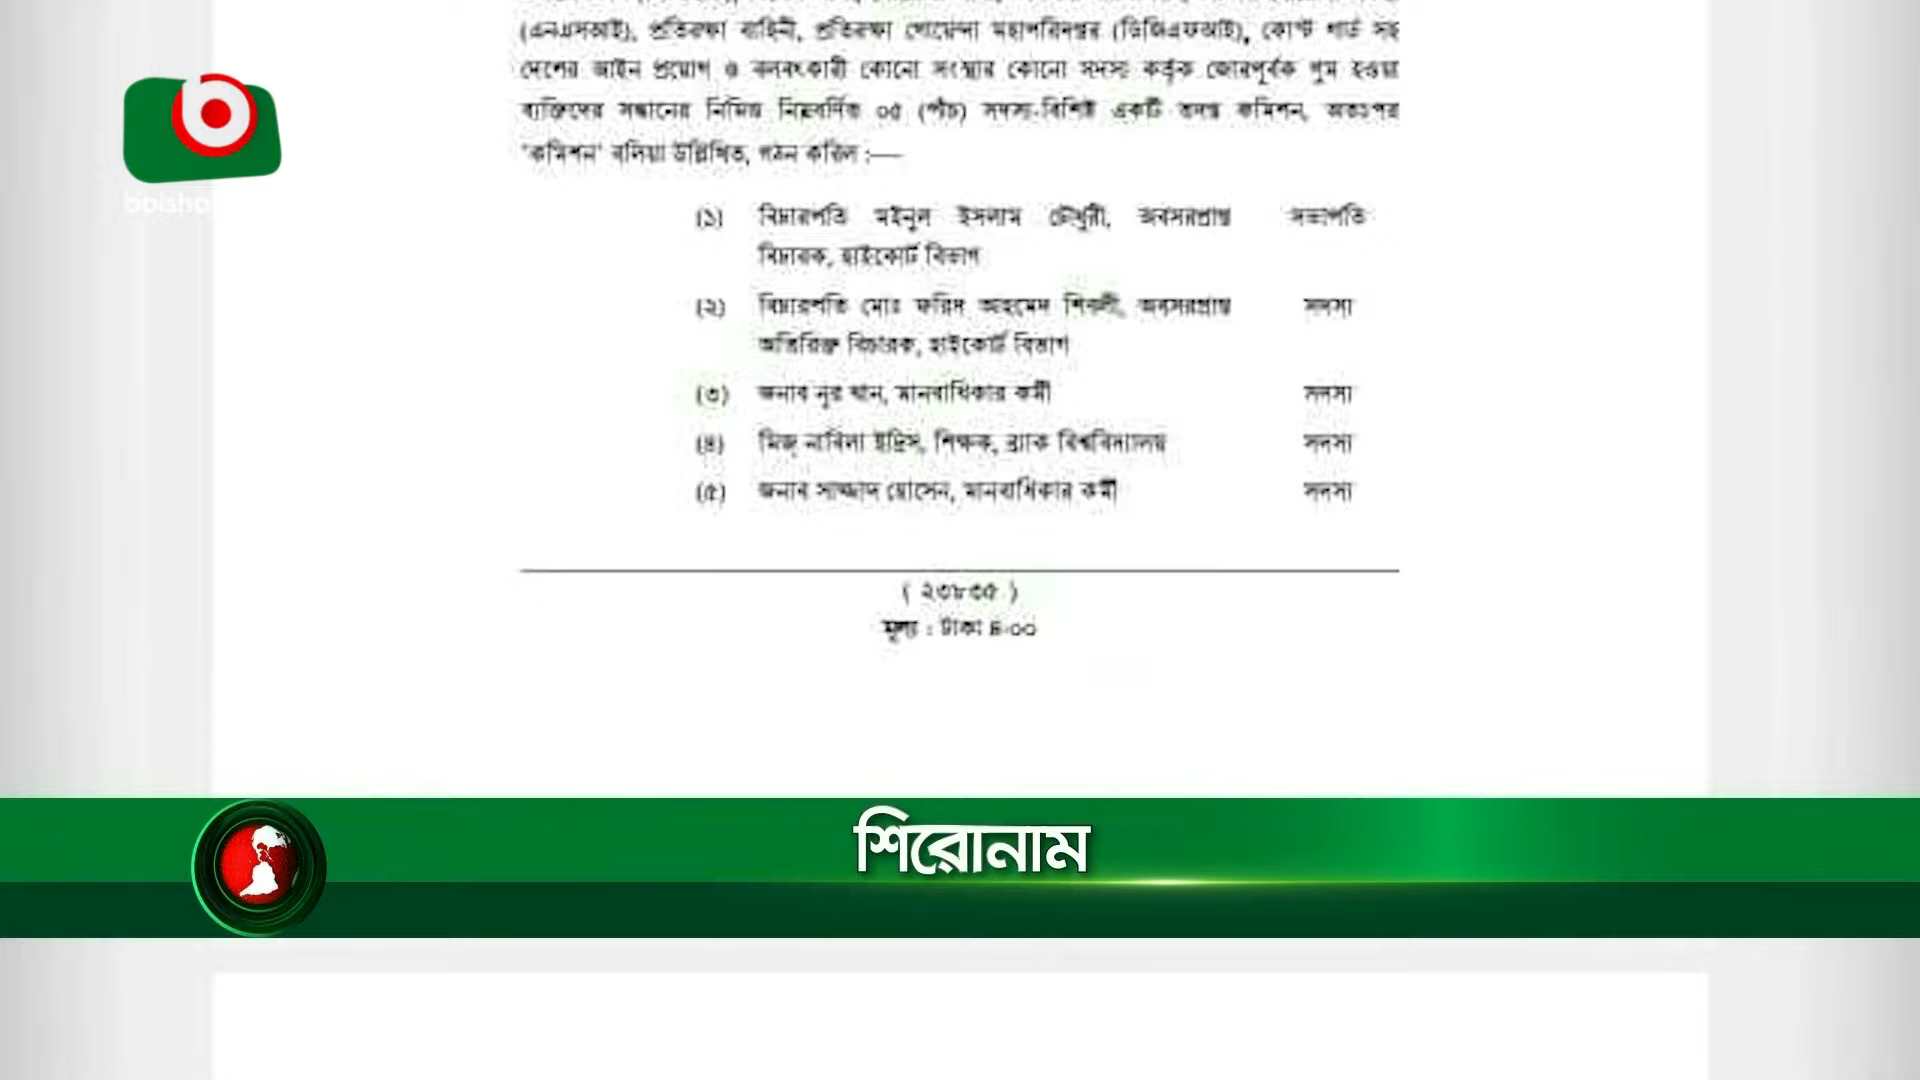 (এনএসআই), প্রতিরক্ষা বাহিনী, প্রতিরক্ষা গোয়েন্দা মহাপরিদপ্তর (ডিজিএফআই), কোস্ট গার্ড সহ
দেশের আইন প্রয়োগ ও বলবৎকারী কোনো সংস্থার কোনো সদস্য কর্তৃক জোরপূর্বক গুম হওয়া
ব্যক্তিদের সন্ধানের নিমিত্ত নিম্নবর্ণিত ০৫ (পাঁচ) সদস্য-বিশিষ্ট একটি তদন্ত কমিশন, অতঃপর
‘কমিশন’ বলিয়া উল্লিখিত, গঠন করিল :—
(১) বিচারপতি মইনুল ইসলাম চৌধুরী, অবসরপ্রাপ্ত সভাপতি
বিচারক, হাইকোর্ট বিভাগ
(২) বিচারপতি মোঃ ফরিদ আহমেদ শিবলী, অবসরপ্রাপ্ত সদস্য
অতিরিক্ত বিচারক, হাইকোর্ট বিভাগ
(৩) জনাব নূর খান, মানবাধিকার কর্মী সদস্য
(৪) মিজ্ নাবিলা ইদ্রিস, শিক্ষক, ব্র্যাক বিশ্ববিদ্যালয় সদস্য
(৫) জনাব সাজ্জাদ হোসেন, মানবাধিকার কর্মী সদস্য
( ২৩৮৩৫ )
মূল্য : টাকা ৪.০০
boisha
শিরোনাম